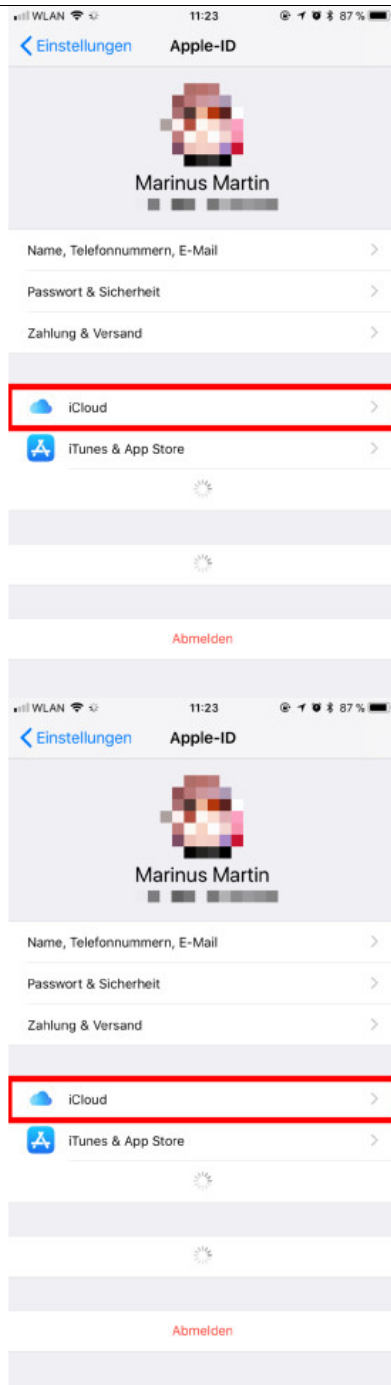 WLAN 11:23 87 %
Einstellungen Apple-ID
Marinus Martin
Name, Telefonnummern, E-Mail
Passwort & Sicherheit
Zahlung & Versand
iCloud
iTunes & App Store
Abmelden
WLAN 11:23 87 %
Einstellungen Apple-ID
Marinus Martin
Name, Telefonnummern, E-Mail
Passwort & Sicherheit
Zahlung & Versand
iCloud
iTunes & App Store
Abmelden